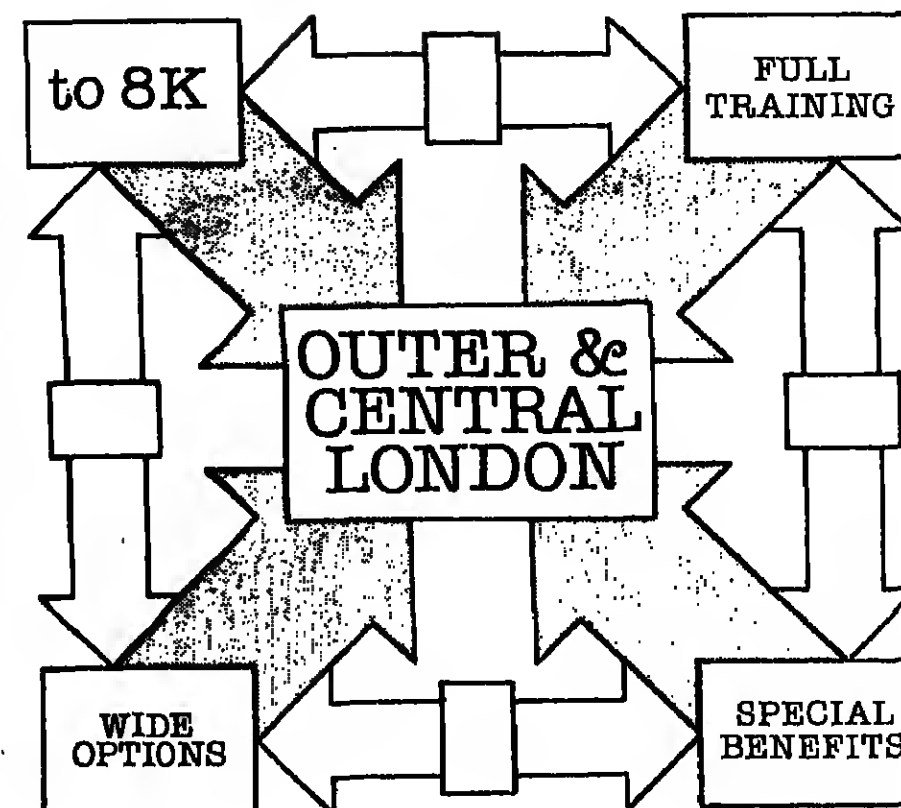 to 8K
FULL
TRAINING
OUTER &
CENTRAL
LONDON
WIDE
OPTIONS
SPECIAL
BENEFITS